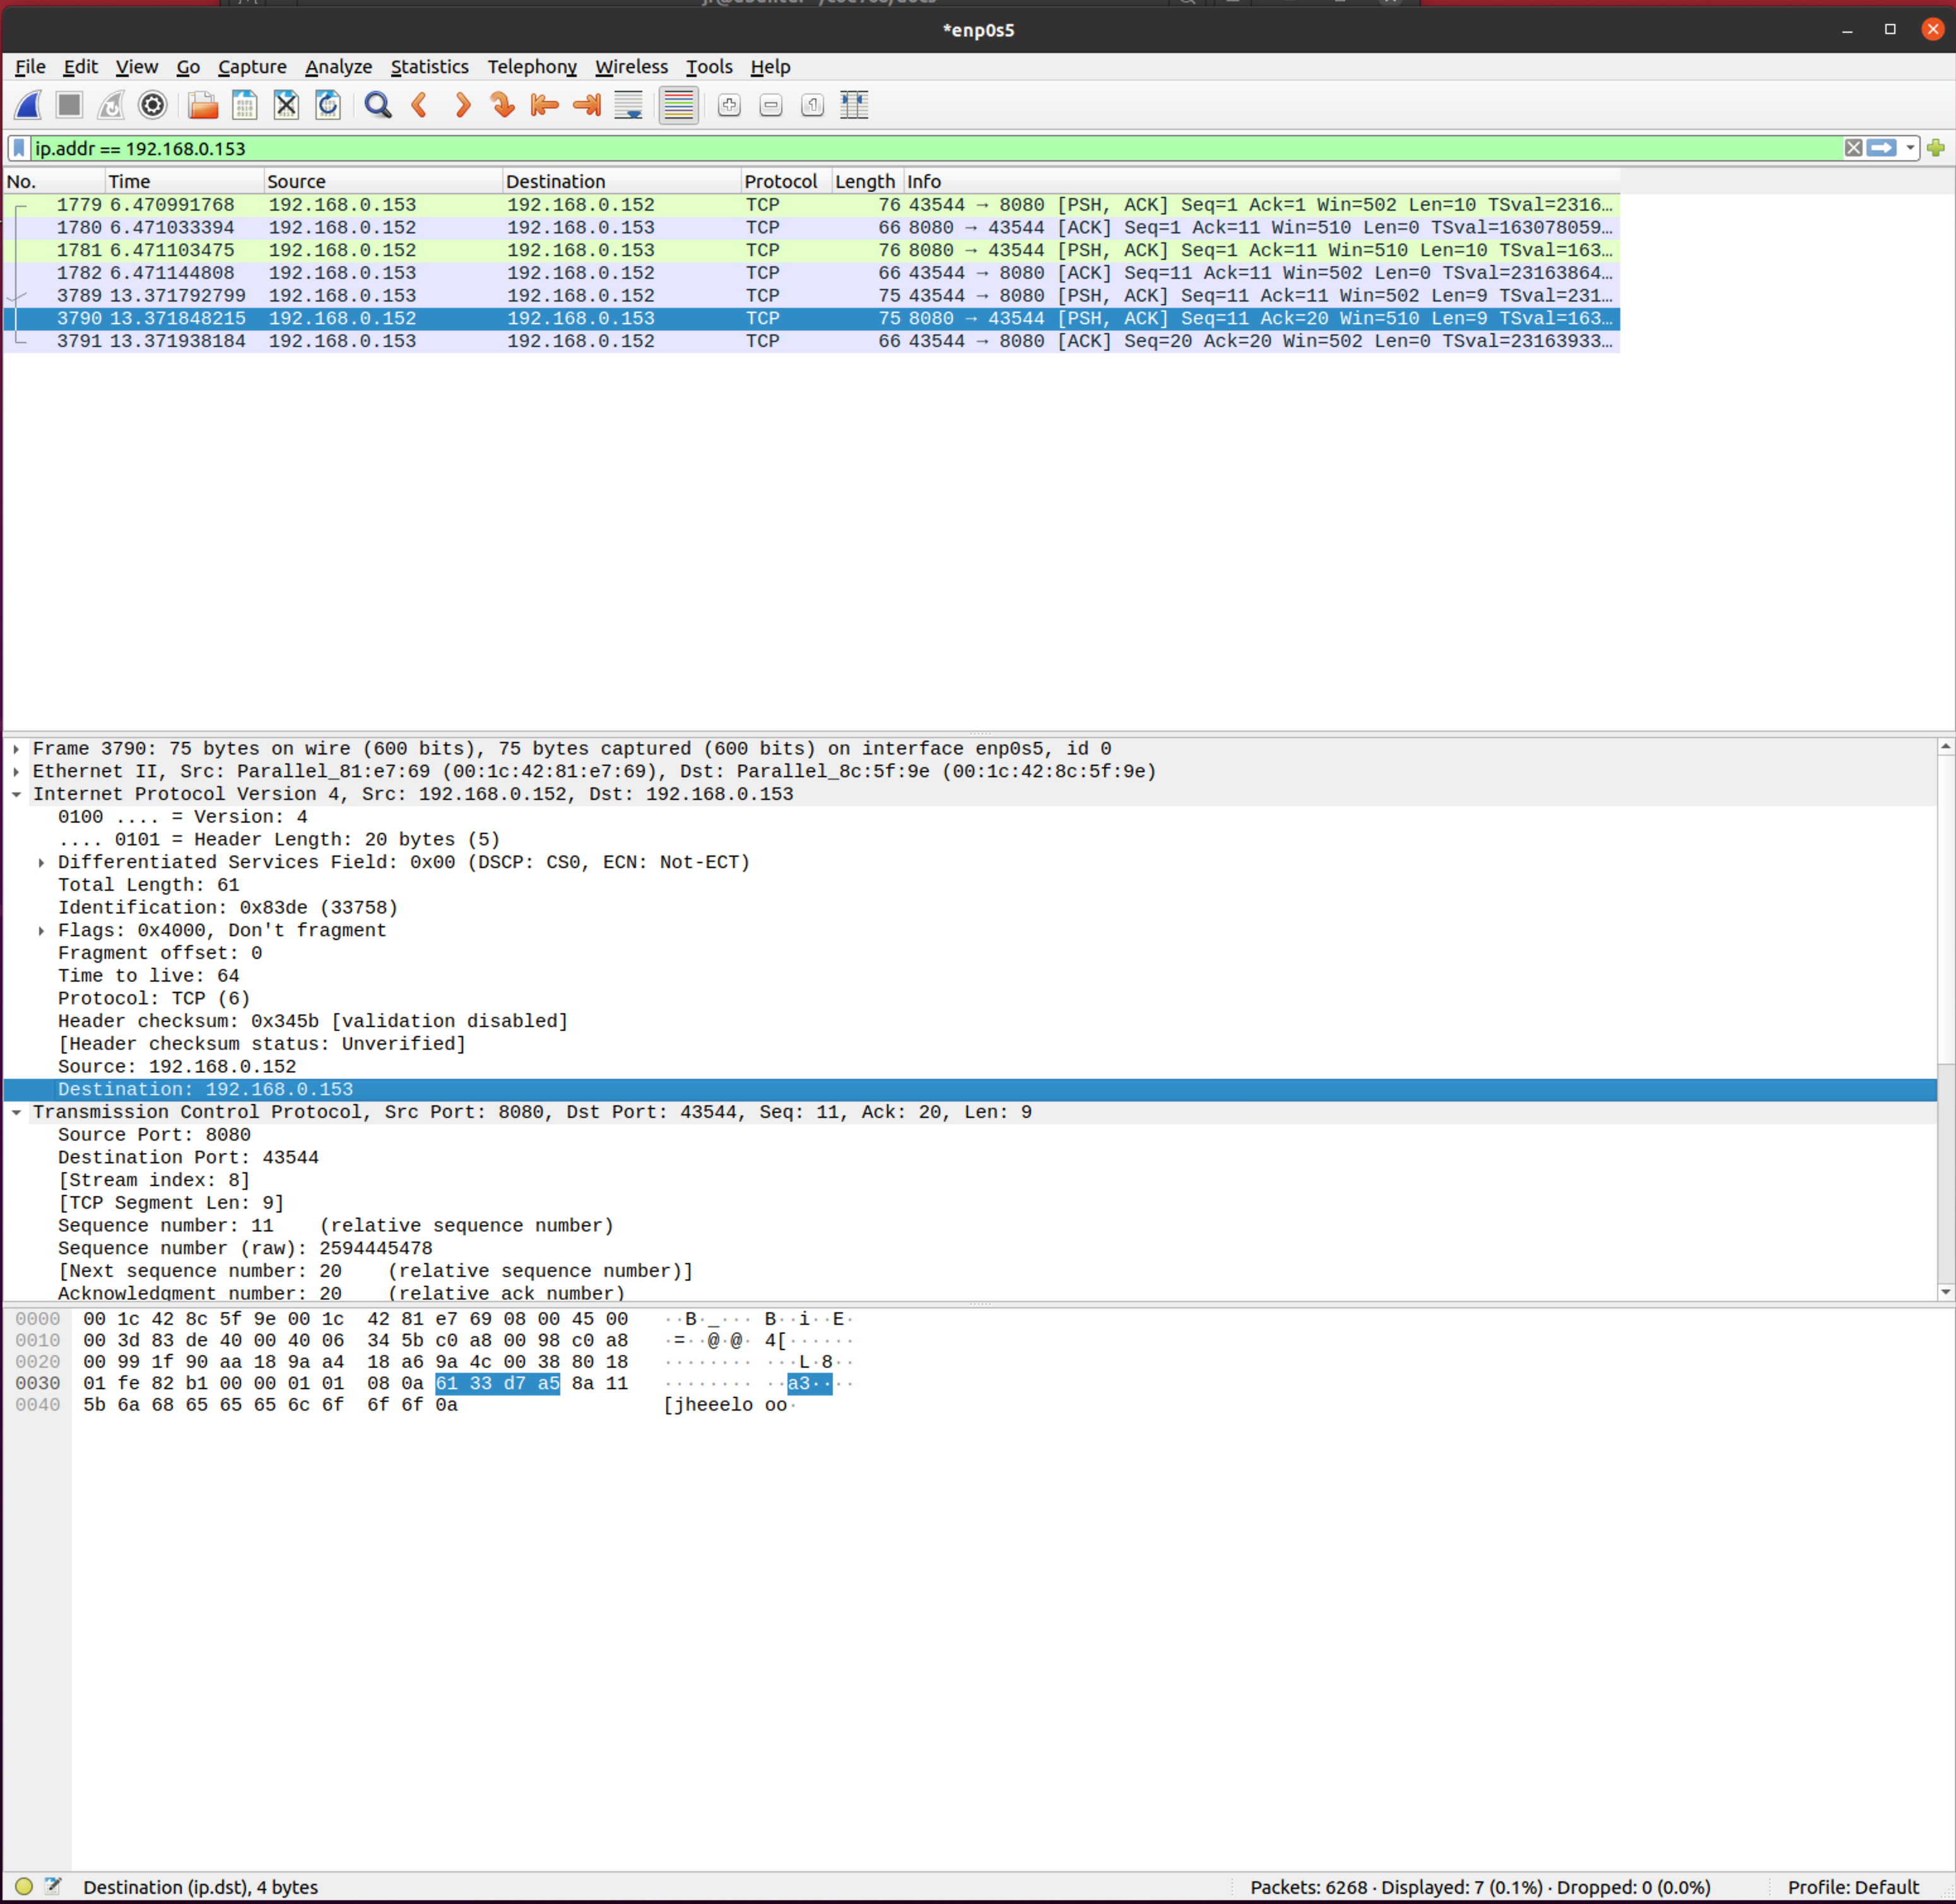 *enp0s5
File Edit View Go Capture Analyze Statistics Telephony Wireless Tools Help
ip.addr == 192.168.0.153
No. Time Source Destination Protocol Length Info
1779 6.470991768 192.168.0.153 192.168.0.152 TCP 76 43544 → 8080 [PSH, ACK] Seq=1 Ack=1 Win=502 Len=10 TSval=2316…
1780 6.471033394 192.168.0.152 192.168.0.153 TCP 66 8080 → 43544 [ACK] Seq=1 Ack=11 Win=510 Len=0 TSval=163078059…
1781 6.471103475 192.168.0.152 192.168.0.153 TCP 76 8080 → 43544 [PSH, ACK] Seq=1 Ack=11 Win=510 Len=10 TSval=163…
1782 6.471144808 192.168.0.153 192.168.0.152 TCP 66 43544 → 8080 [ACK] Seq=11 Ack=11 Win=502 Len=0 TSval=23163864…
3789 13.371792799 192.168.0.153 192.168.0.152 TCP 75 43544 → 8080 [PSH, ACK] Seq=11 Ack=11 Win=502 Len=9 TSval=231…
3790 13.371848215 192.168.0.152 192.168.0.153 TCP 75 8080 → 43544 [PSH, ACK] Seq=11 Ack=20 Win=510 Len=9 TSval=163…
3791 13.371938184 192.168.0.153 192.168.0.152 TCP 66 43544 → 8080 [ACK] Seq=20 Ack=20 Win=502 Len=0 TSval=23163933…
Frame 3790: 75 bytes on wire (600 bits), 75 bytes captured (600 bits) on interface enp0s5, id 0
Ethernet II, Src: Parallel_81:e7:69 (00:1c:42:81:e7:69), Dst: Parallel_8c:5f:9e (00:1c:42:8c:5f:9e)
Internet Protocol Version 4, Src: 192.168.0.152, Dst: 192.168.0.153
0100 .... = Version: 4
.... 0101 = Header Length: 20 bytes (5)
Differentiated Services Field: 0x00 (DSCP: CS0, ECN: Not-ECT)
Total Length: 61
Identification: 0x83de (33758)
Flags: 0x4000, Don't fragment
Fragment offset: 0
Time to live: 64
Protocol: TCP (6)
Header checksum: 0x345b [validation disabled]
[Header checksum status: Unverified]
Source: 192.168.0.152
Destination: 192.168.0.153
Transmission Control Protocol, Src Port: 8080, Dst Port: 43544, Seq: 11, Ack: 20, Len: 9
Source Port: 8080
Destination Port: 43544
[Stream index: 8]
[TCP Segment Len: 9]
Sequence number: 11    (relative sequence number)
Sequence number (raw): 2594445478
[Next sequence number: 20    (relative sequence number)]
Acknowledgment number: 20    (relative ack number)
0000 00 1c 42 8c 5f 9e 00 1c 42 81 e7 69 08 00 45 00 ··B·_··· B··i··E·
0010 00 3d 83 de 40 00 40 06 34 5b c0 a8 00 98 c0 a8 ·=··@·@· 4[······
0020 00 99 1f 90 aa 18 9a a4 18 a6 9a 4c 00 38 80 18 ········ ···L·8··
0030 01 fe 82 b1 00 00 01 01 08 0a 61 33 d7 a5 8a 11 ········ ··a3····
0040 5b 6a 68 65 65 65 6c 6f 6f 6f 0a [jheeelo oo·
Destination (ip.dst), 4 bytes Packets: 6268 · Displayed: 7 (0.1%) · Dropped: 0 (0.0%) Profile: Default